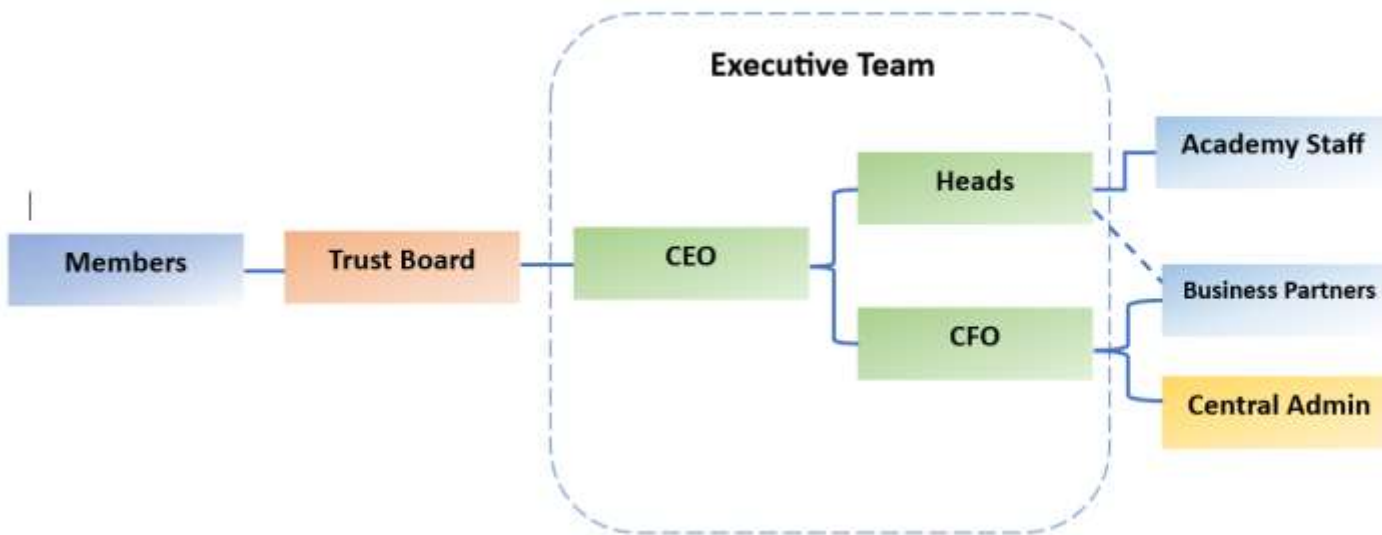 Executive Team
Academy Staff
Heads
Members
Trust Board
CEO
Business Partners
CFO
Central Admin